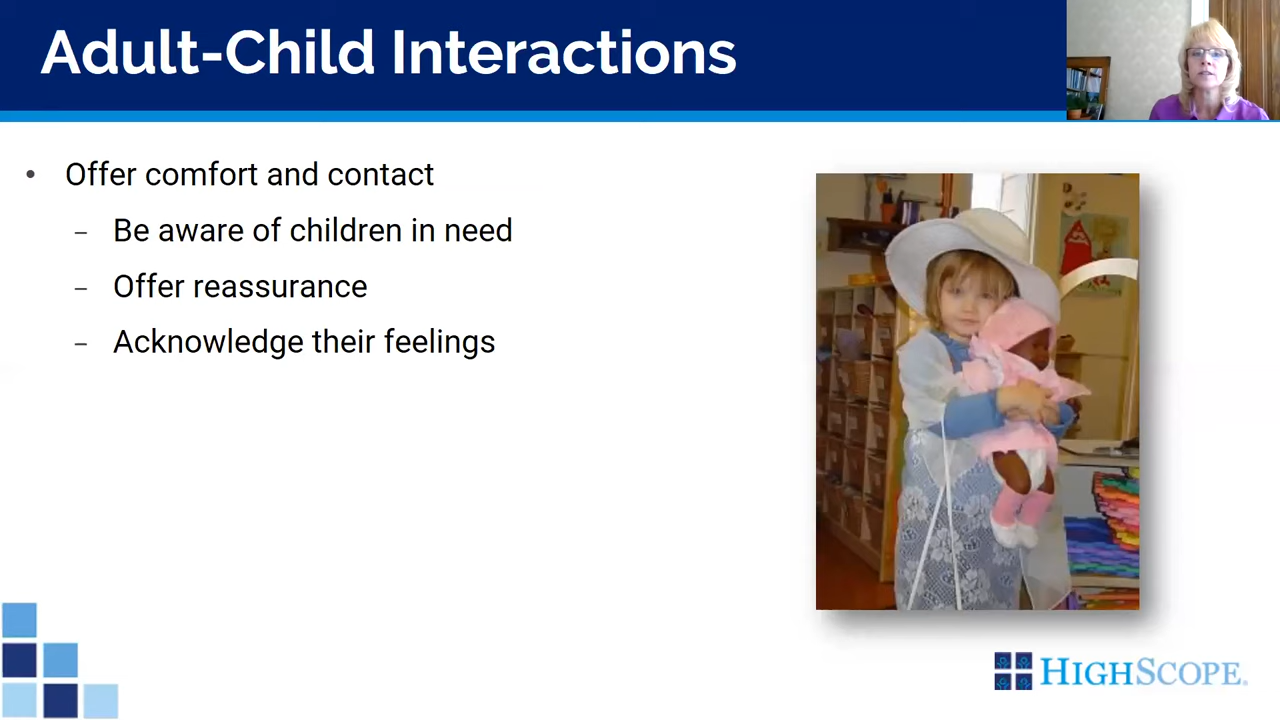 Adult-Child Interactions
• Offer comfort and contact
– Be aware of children in need
– Offer reassurance
– Acknowledge their feelings
HIGHSCOPE®